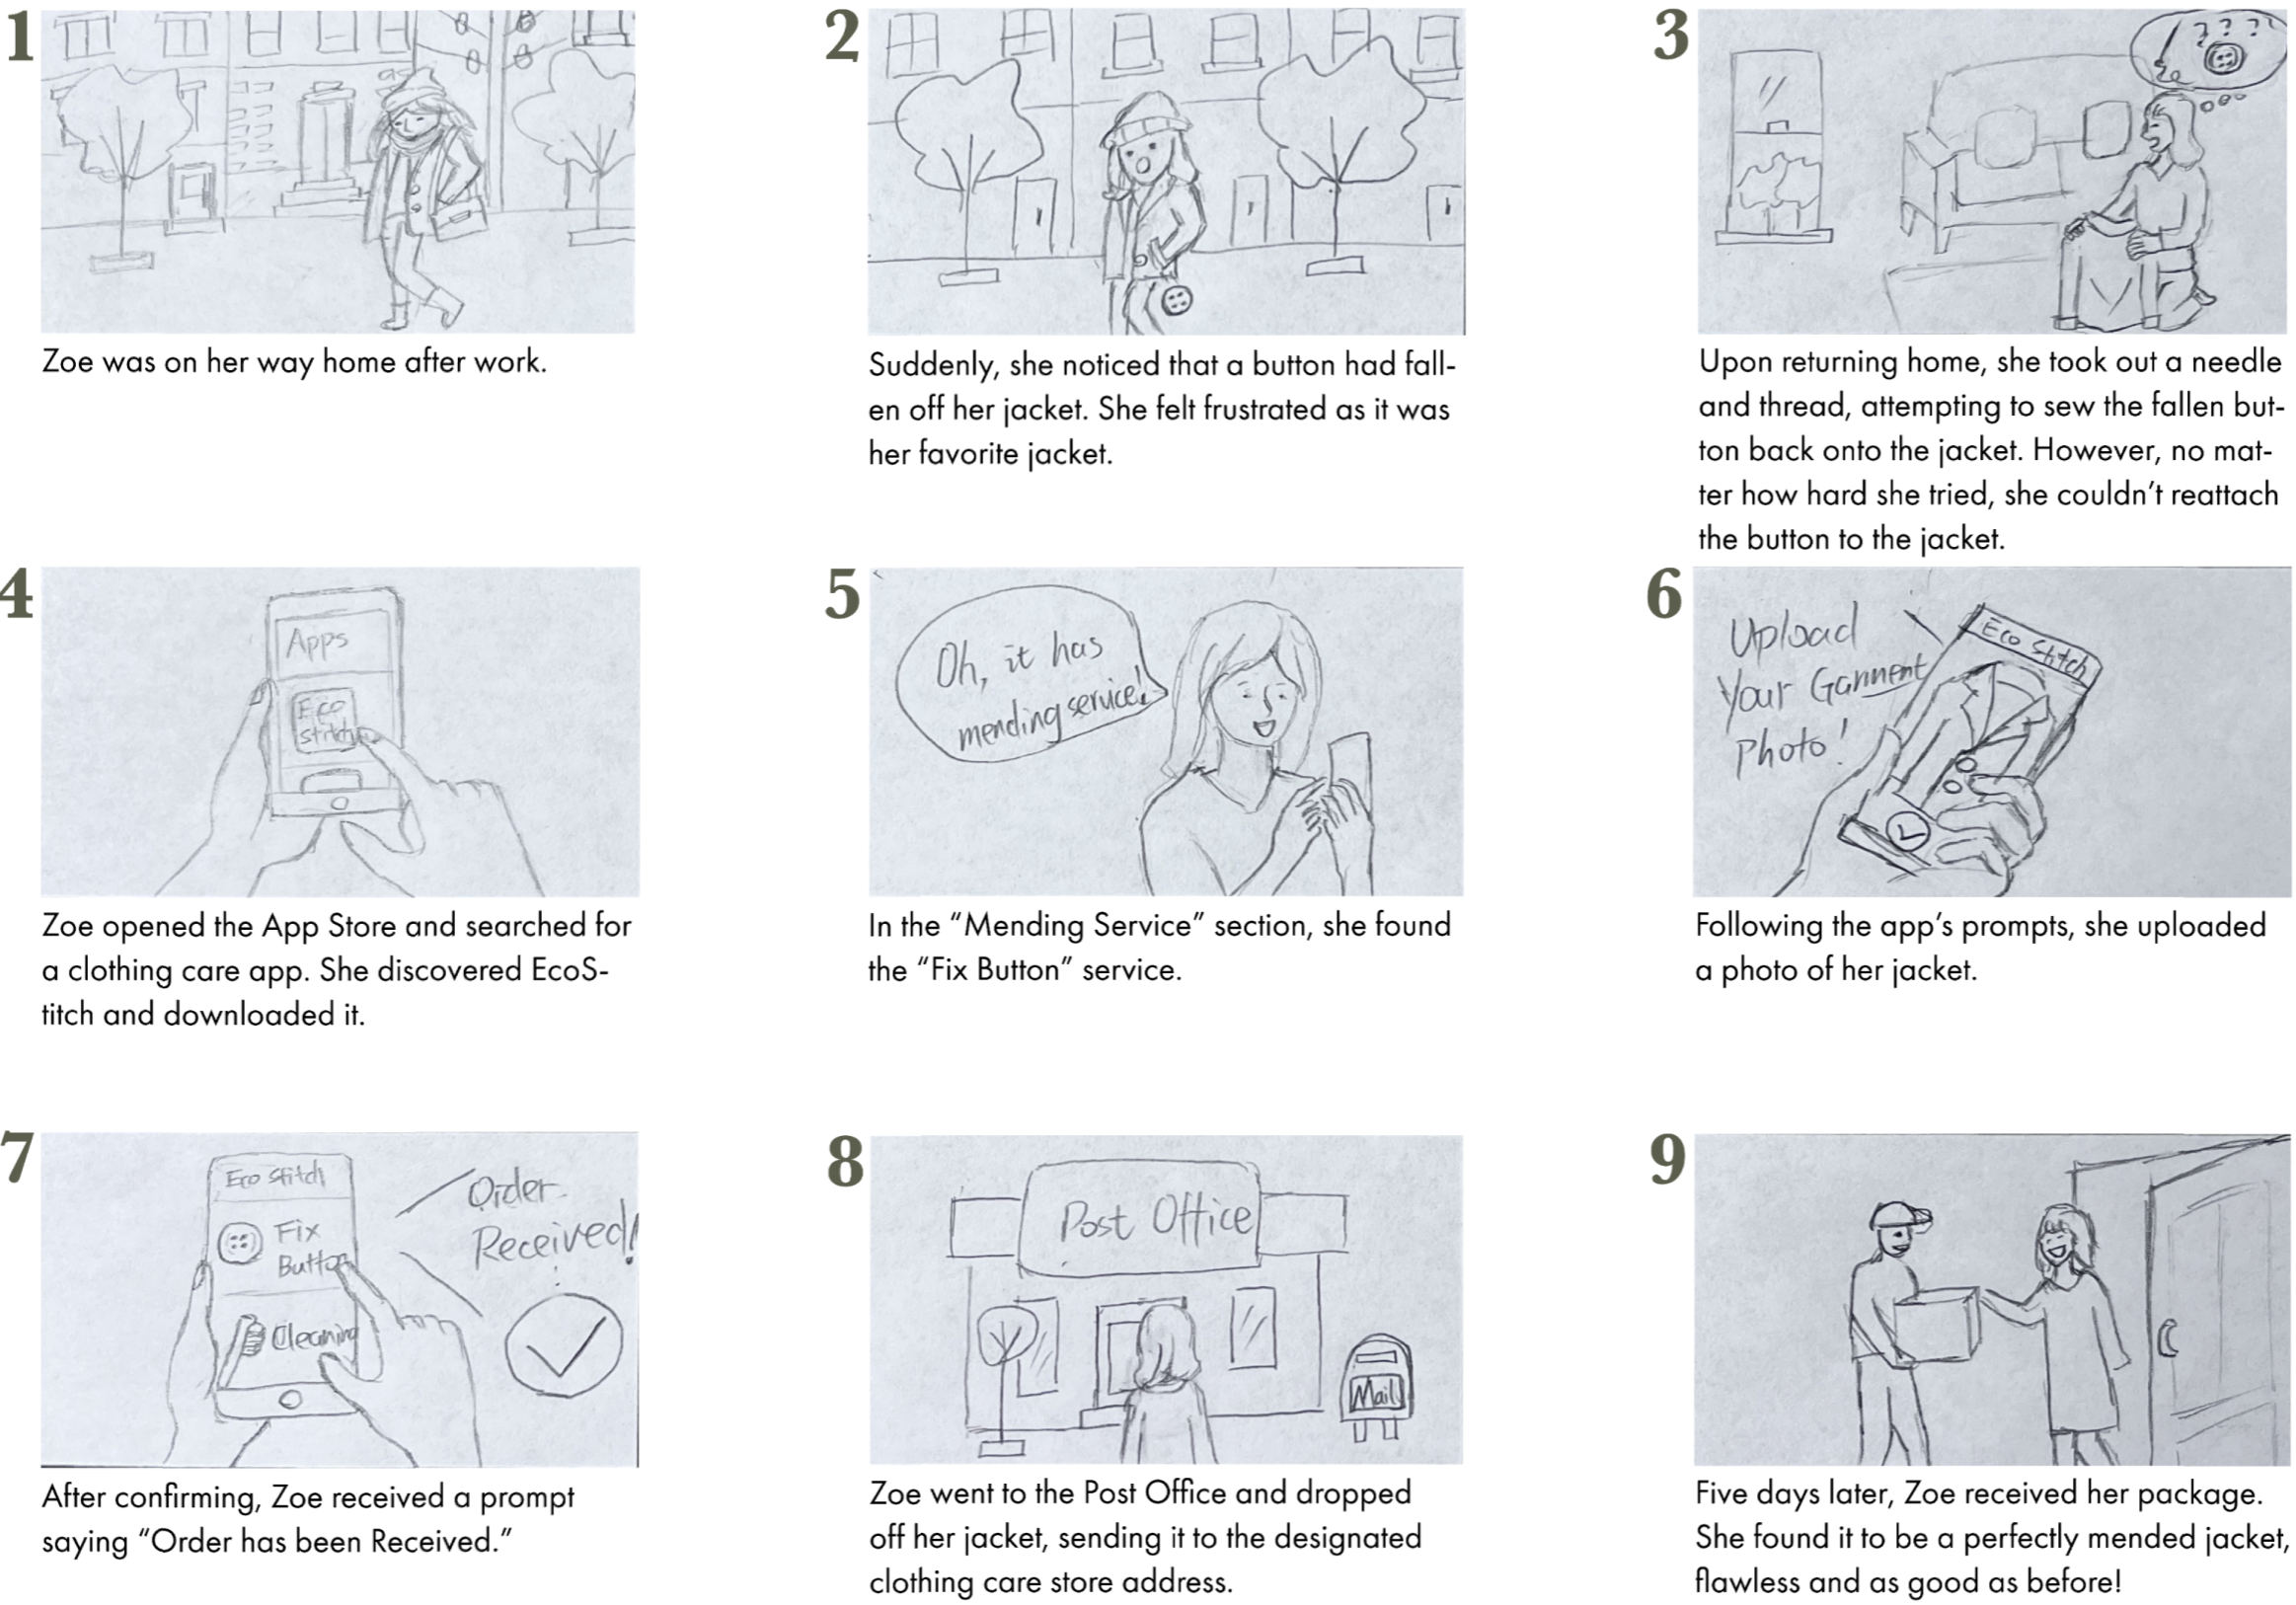 1
Zoe was on her way home after work.
2
Suddenly, she noticed that a button had fall-
en off her jacket. She felt frustrated as it was
her favorite jacket.
3
? ? ?
Upon returning home, she took out a needle
and thread, attempting to sew the fallen but-
ton back onto the jacket. However, no mat-
ter how hard she tried, she couldn't reattach
the button to the jacket.
4
Apps
Eco
Stitch
Zoe opened the App Store and searched for
a clothing care app. She discovered EcoS-
titch and downloaded it.
5
Oh, it has
mending service!
In the “Mending Service” section, she found
the “Fix Button” service.
6
Upload
Your Garment
Photo!
Eco Stitch
Following the app's prompts, she uploaded
a photo of her jacket.
7
Eco Stitch
Fix
Button
Cleaning
Order
Received!
After confirming, Zoe received a prompt
saying “Order has been Received.”
8
Post Office
Mail
Zoe went to the Post Office and dropped
off her jacket, sending it to the designated
clothing care store address.
9
Five days later, Zoe received her package.
She found it to be a perfectly mended jacket,
flawless and as good as before!